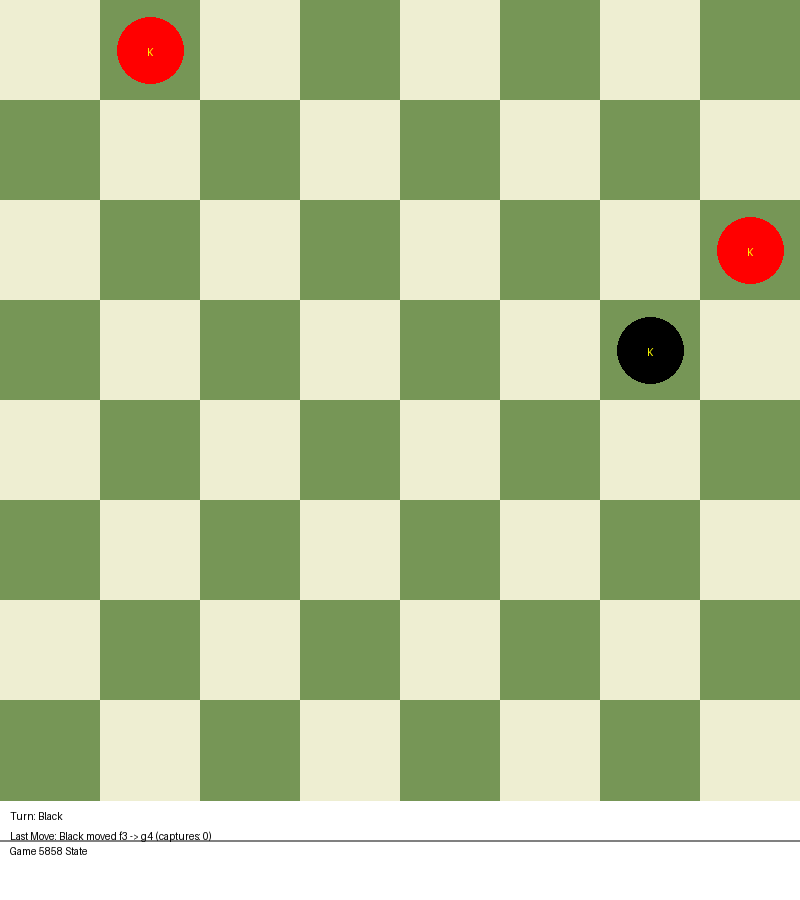 K
K
K
Turn: Black
Last Move: Black moved f3 -> g4 (captures: 0)
Game 5858 State